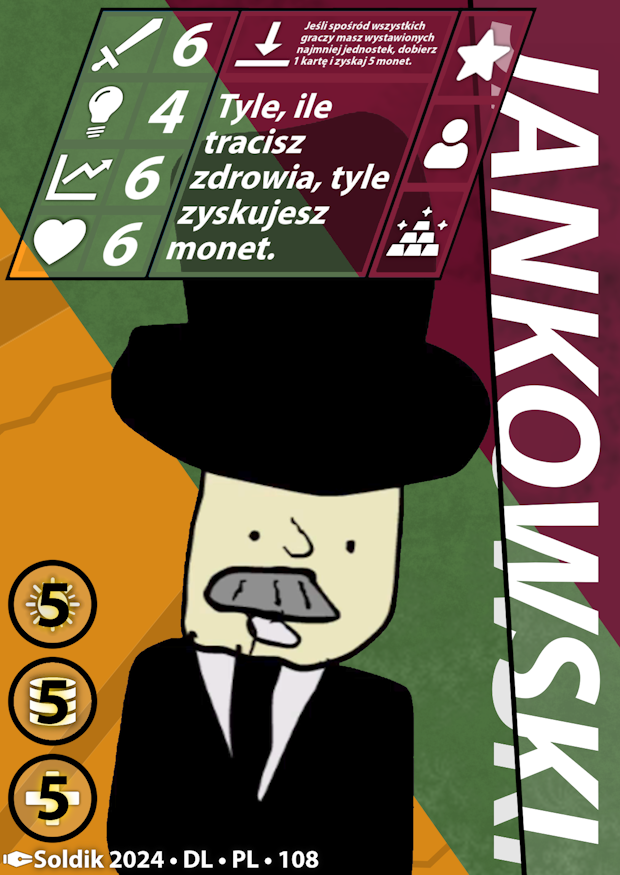 6
4
6
6
Jeśli spośród wszystkich
graczy masz wystawionych
najmniej jednostek, dobierz
1 kartę i zyskaj 5 monet.
Tyle, ile
tracisz
zdrowia, tyle
zyskujesz
monet.
JANKOWSKI
5
5
5
Soldik 2024 • DL • PL • 108